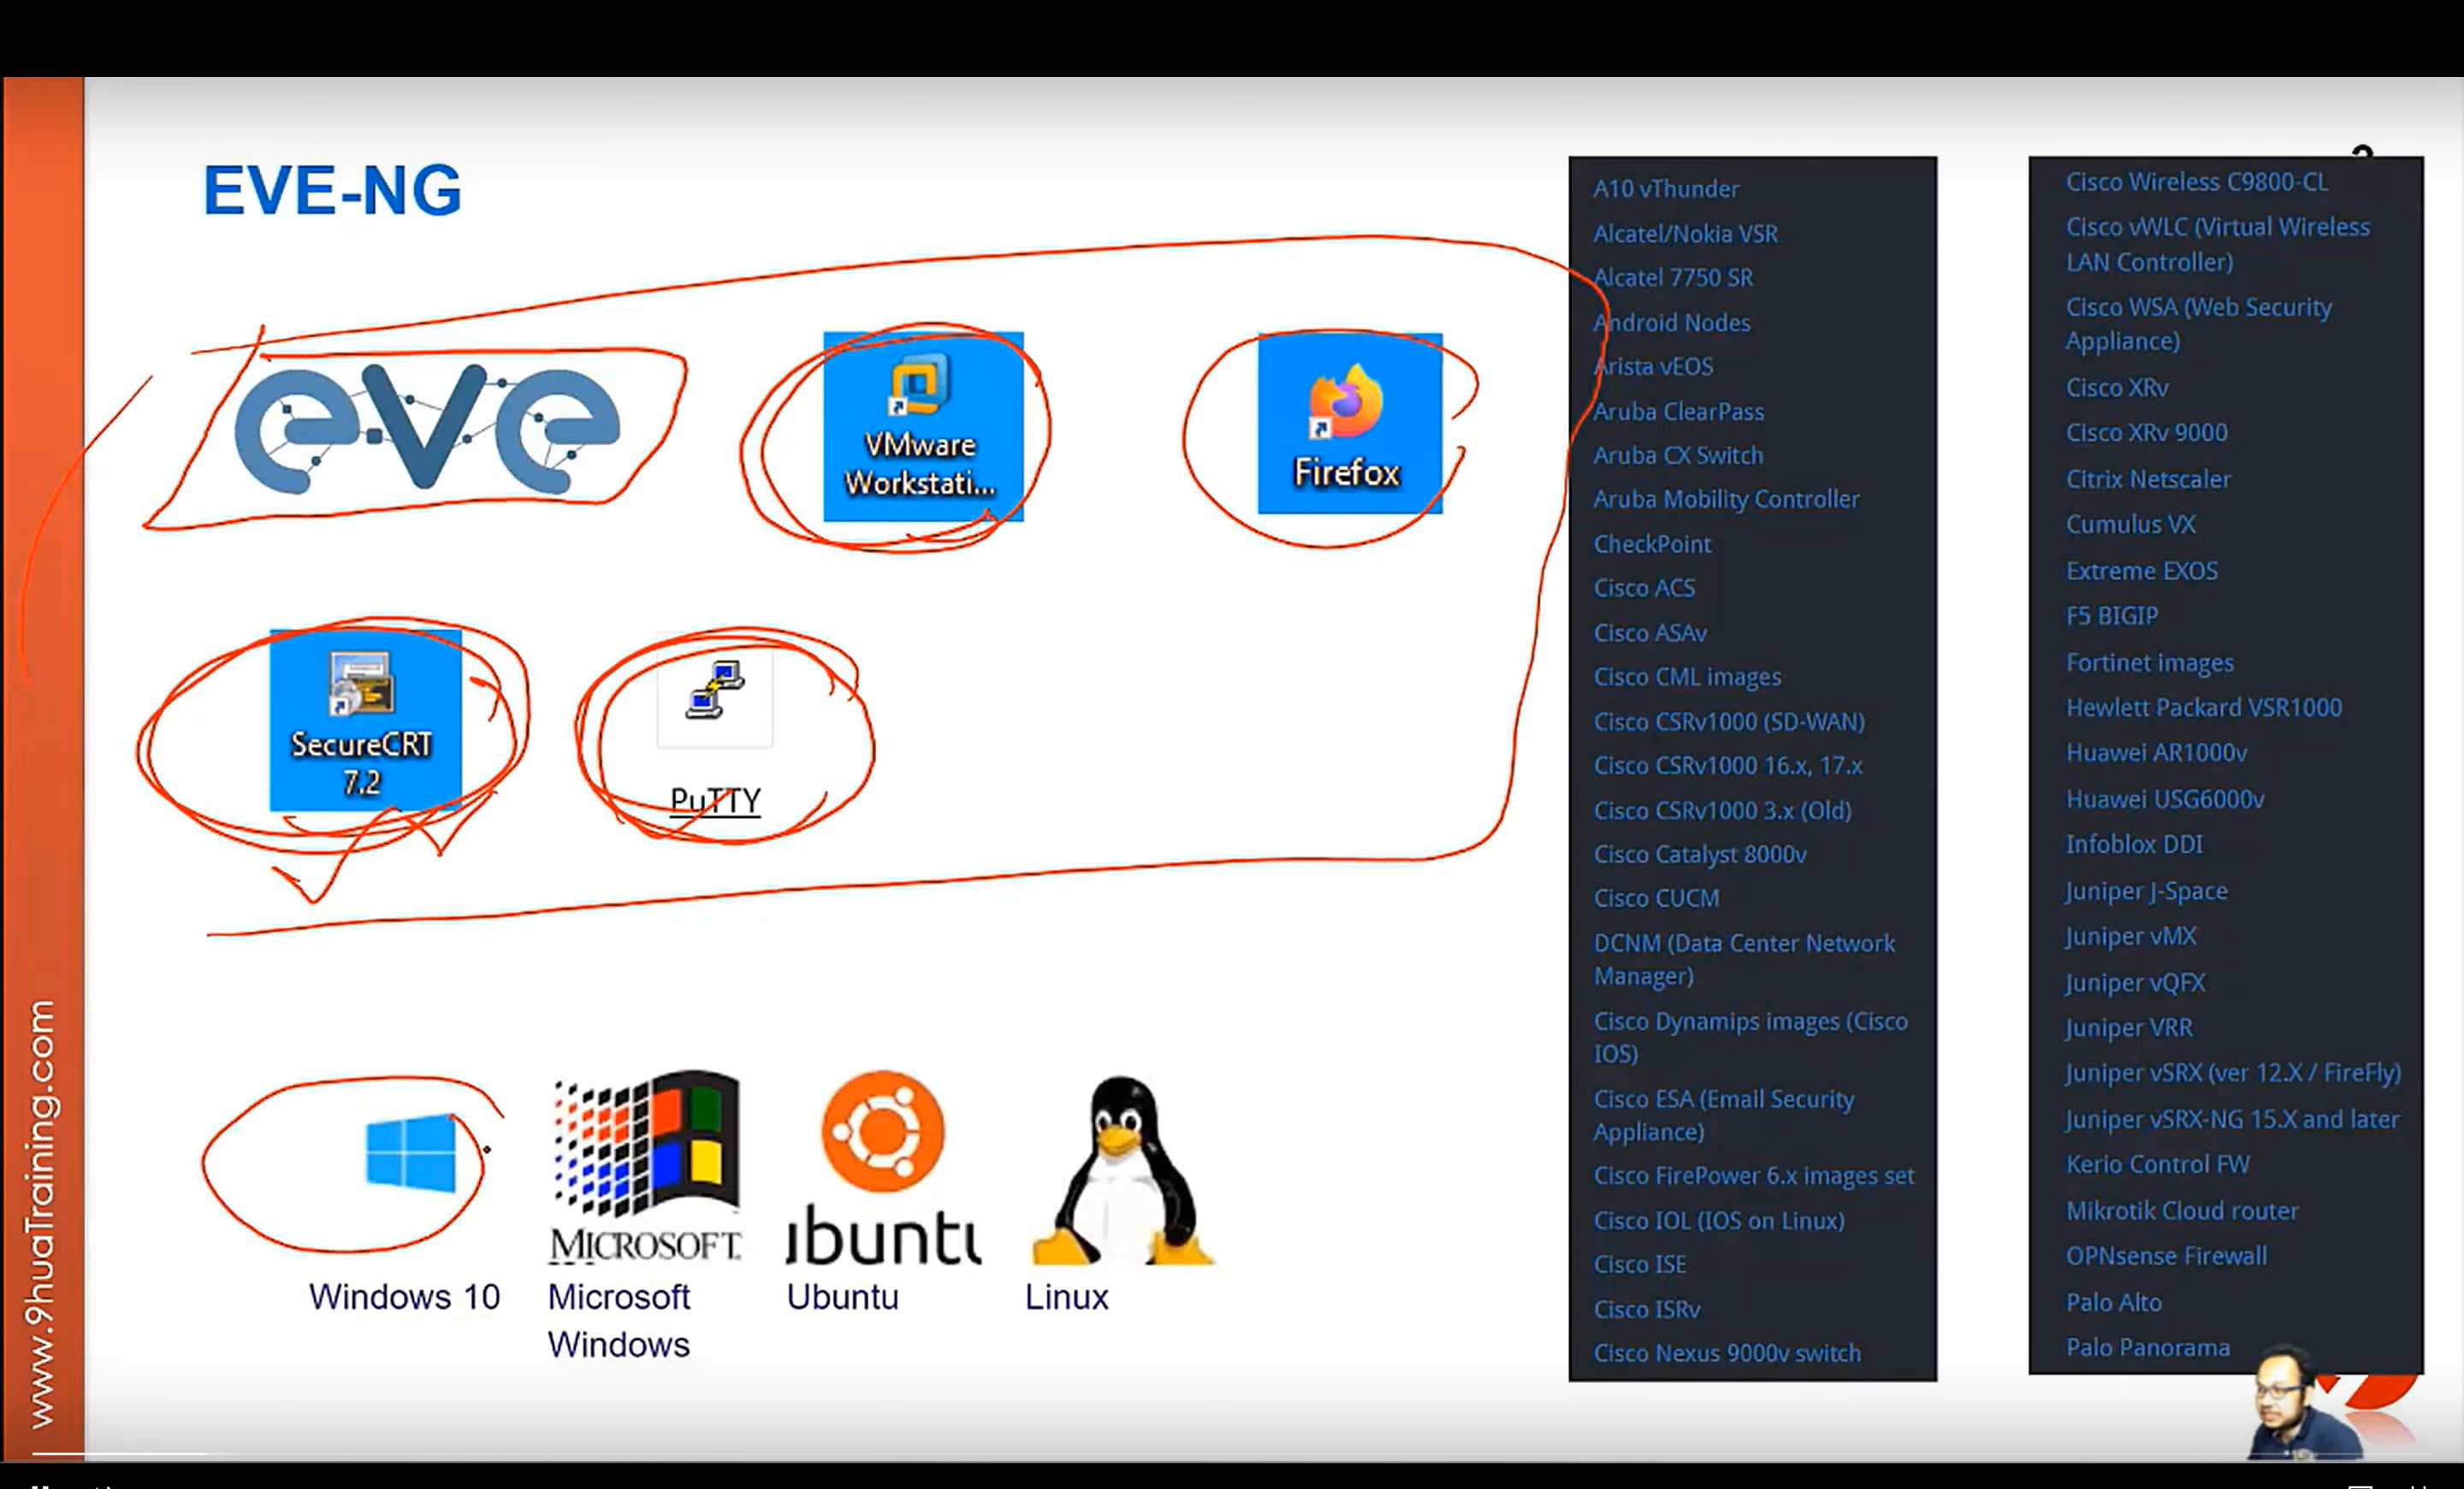 EVE-NG
eve
VMware
Workstati...
Firefox
SecureCRT
7.2
PuTTY
MICROSOFT
Windows 10
Microsoft
Windows
Ubuntu
Linux
A10 vThunder
Alcatel/Nokia VSR
Alcatel 7750 SR
Android Nodes
Arista vEOS
Aruba ClearPass
Aruba CX Switch
Aruba Mobility Controller
CheckPoint
Cisco ACS
Cisco ASAv
Cisco CML images
Cisco CSRv1000 (SD-WAN)
Cisco CSRv1000 16.x, 17.x
Cisco CSRv1000 3.x (Old)
Cisco Catalyst 8000v
Cisco CUCM
DCNM (Data Center Network
Manager)
Cisco Dynamips images (Cisco
IOS)
Cisco ESA (Email Security
Appliance)
Cisco FirePower 6.x images set
Cisco IOL (IOS on Linux)
Cisco ISE
Cisco ISRv
Cisco Nexus 9000v switch
Cisco Wireless C9800-CL
Cisco vWLC (Virtual Wireless
LAN Controller)
Cisco WSA (Web Security
Appliance)
Cisco XRv
Cisco XRv 9000
Citrix Netscaler
Cumulus VX
Extreme EXOS
F5 BIGIP
Fortinet images
Hewlett Packard VSR1000
Huawei AR1000v
Huawei USG6000v
Infoblox DDI
Juniper J-Space
Juniper vMX
Juniper vQFX
Juniper VRR
Juniper vSRX (ver 12.X / FireFly)
Juniper vSRX-NG 15.X and later
Kerio Control FW
Mikrotik Cloud router
OPNsense Firewall
Palo Alto
Palo Panorama
www.9huaTraining.com